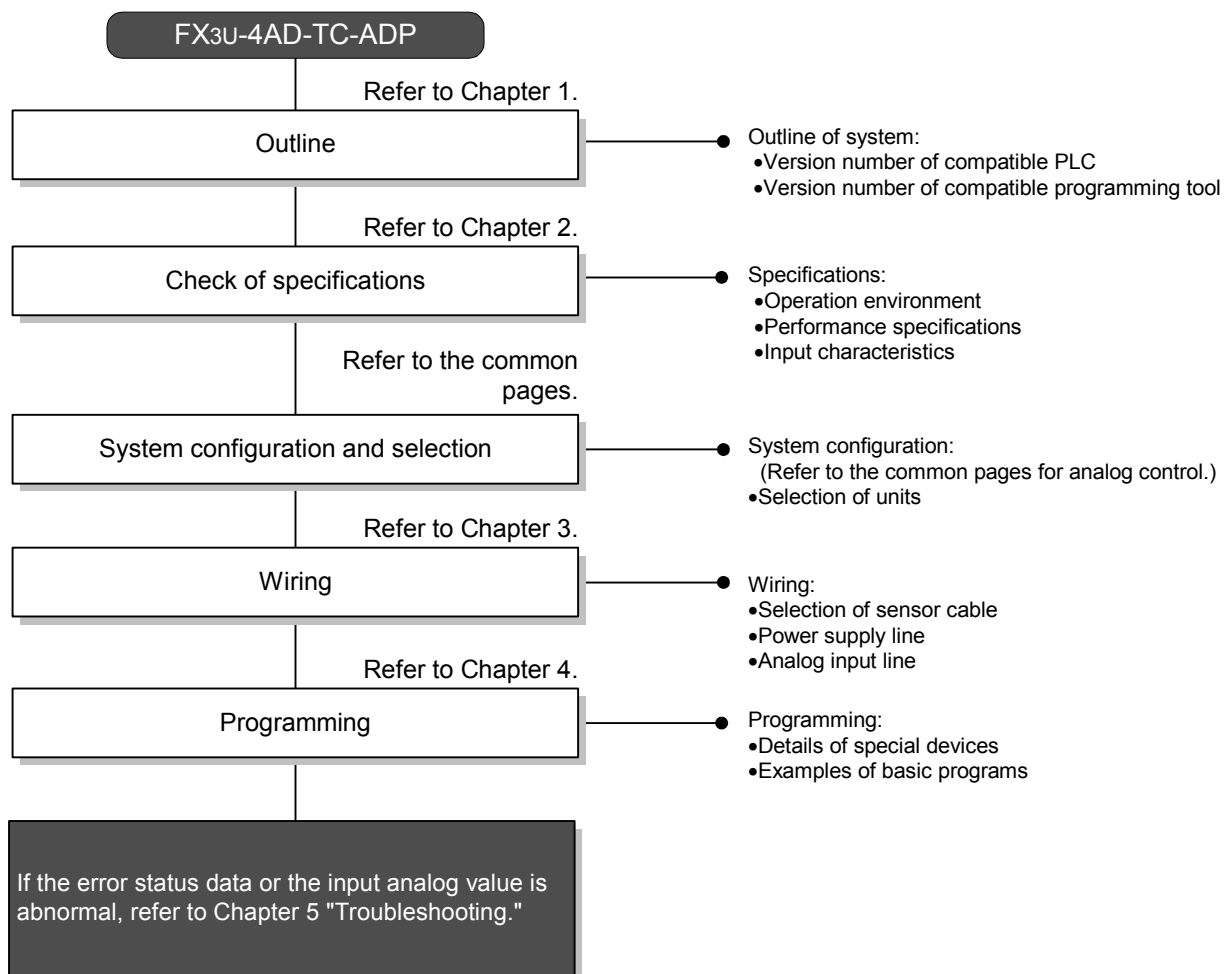 FX3U-4AD-TC-ADP
Refer to Chapter 1.
Outline
Outline of system:
•Version number of compatible PLC
•Version number of compatible programming tool
Refer to Chapter 2.
Check of specifications
Specifications:
•Operation environment
•Performance specifications
•Input characteristics
Refer to the common
pages.
System configuration and selection
System configuration:
(Refer to the common pages for analog control.)
•Selection of units
Refer to Chapter 3.
Wiring
Wiring:
•Selection of sensor cable
•Power supply line
•Analog input line
Refer to Chapter 4.
Programming
Programming:
•Details of special devices
•Examples of basic programs
If the error status data or the input analog value is
abnormal, refer to Chapter 5 "Troubleshooting."